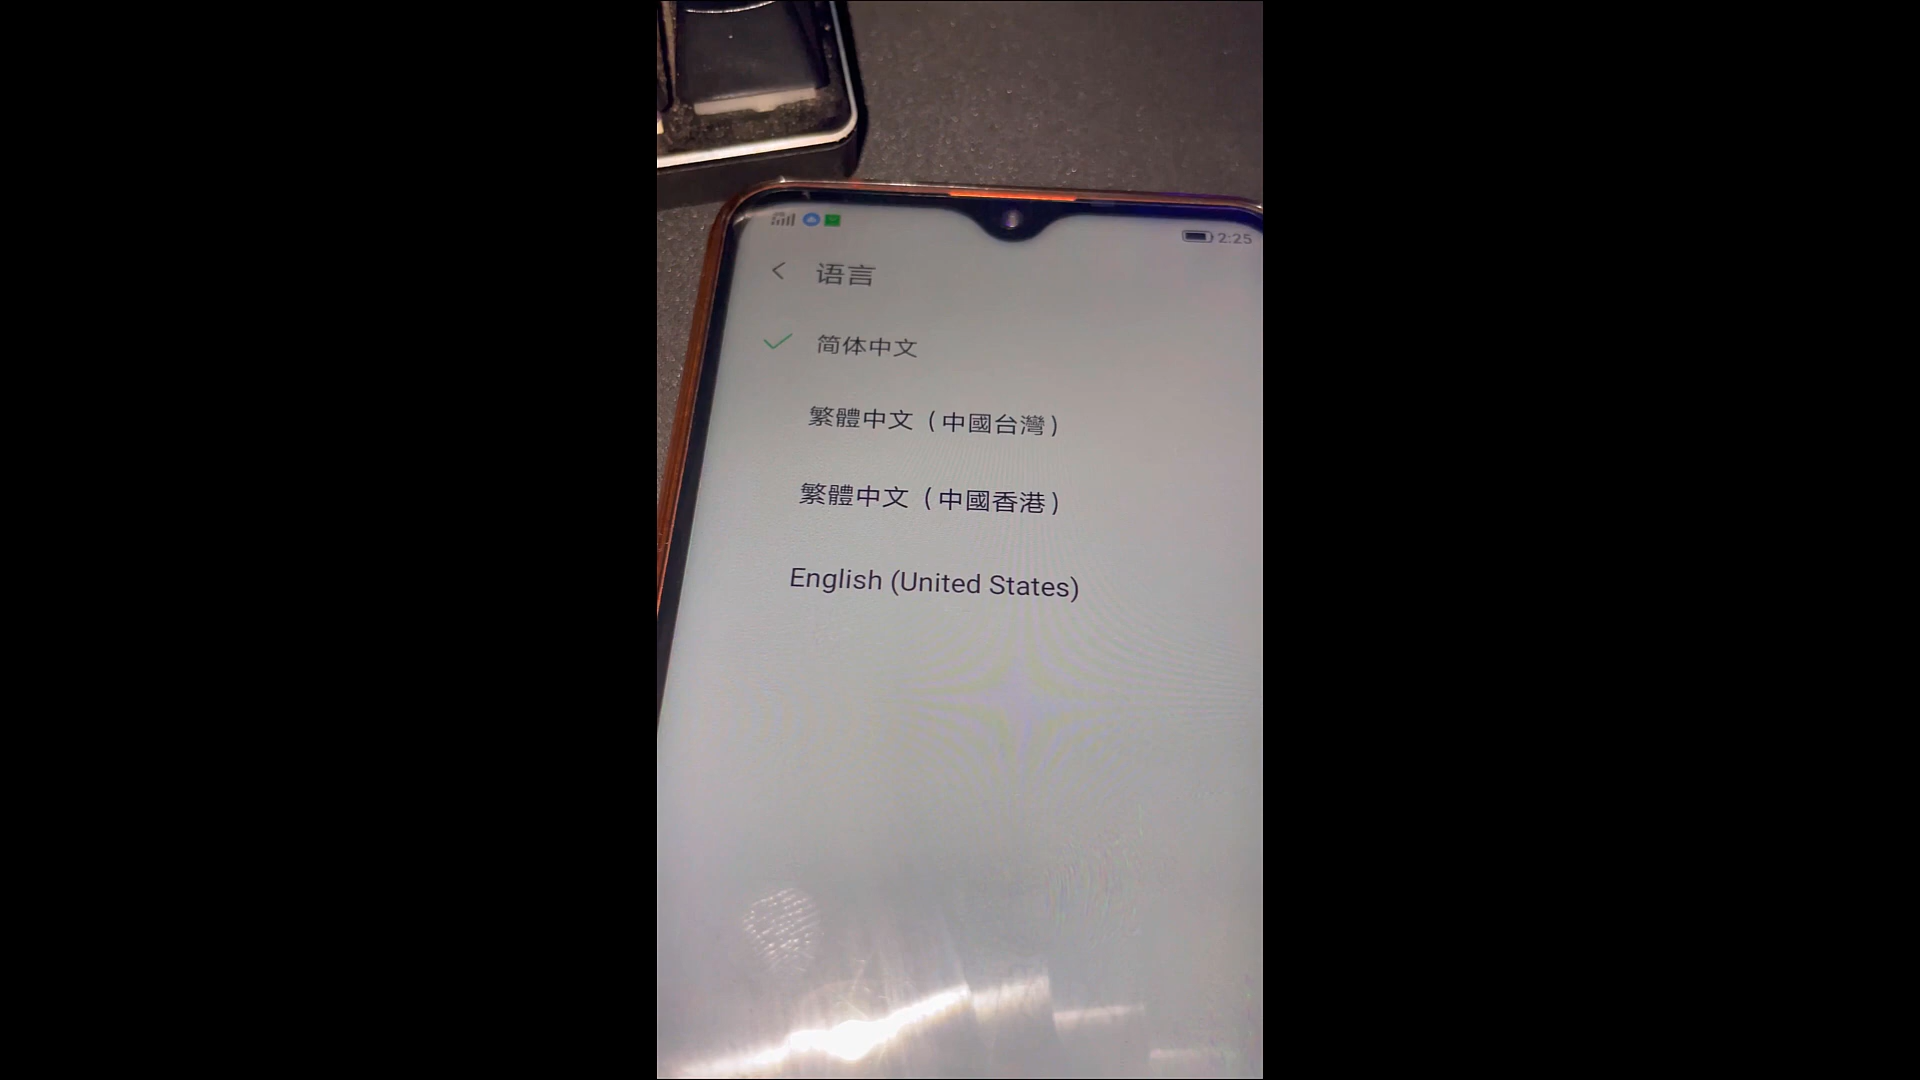 2:25
语言
简体中文
繁體中文（中國台灣）
繁體中文（中國香港）
English (United States)